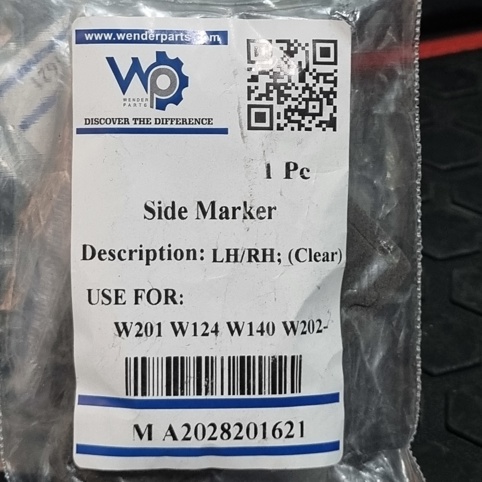 www.wenderparts.com
WP
WENDER
PARTS
DISCOVER THE DIFFERENCE
1 Pc
Side Marker
Description: LH/RH; (Clear)
USE FOR:
W201 W124 W140 W202-
M A2028201621